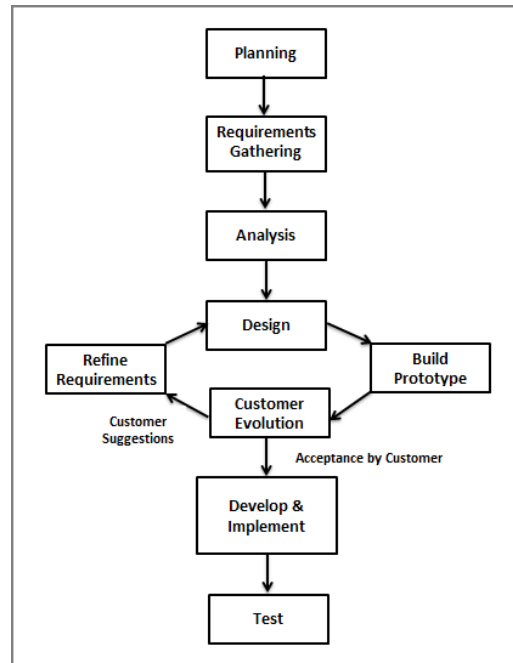 Planning
Requirements
Gathering
Analysis
Design
Refine
Requirements
Build
Prototype
Customer
Evolution
Customer
Suggestions
Acceptance by Customer
Develop &
Implement
Test